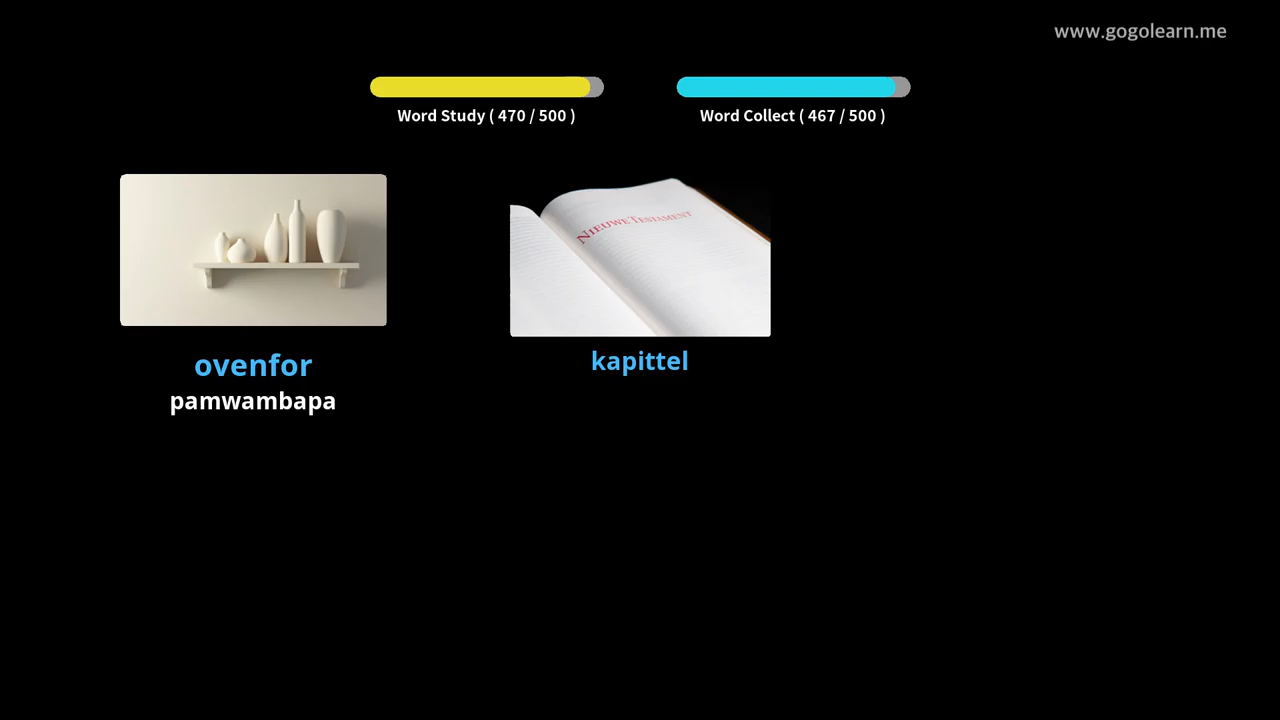 www.gogolearn.me
Word Study ( 470 / 500 )
Word Collect ( 467 / 500 )
NIEUWE TESTAMENT
ovenfor
pamwambapa
kapittel